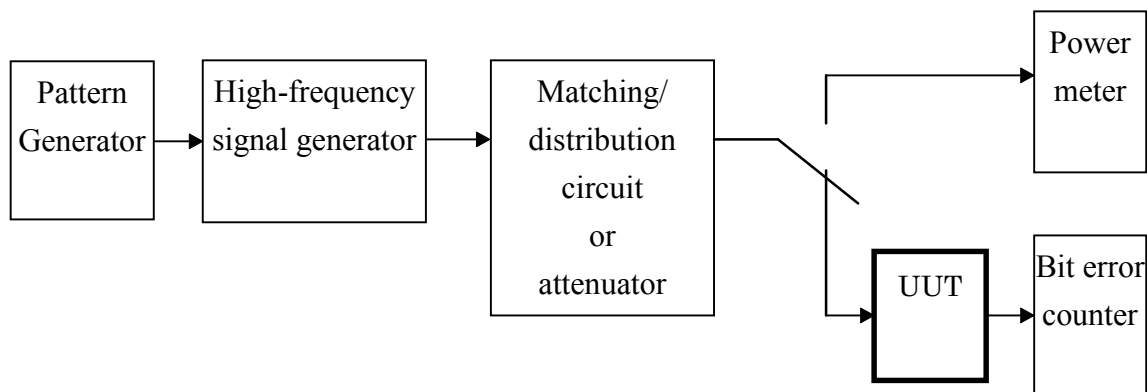 Pattern
Generator
High-frequency
signal generator
Matching/
distribution
circuit
or
attenuator
Power
meter
UUT
Bit error
counter